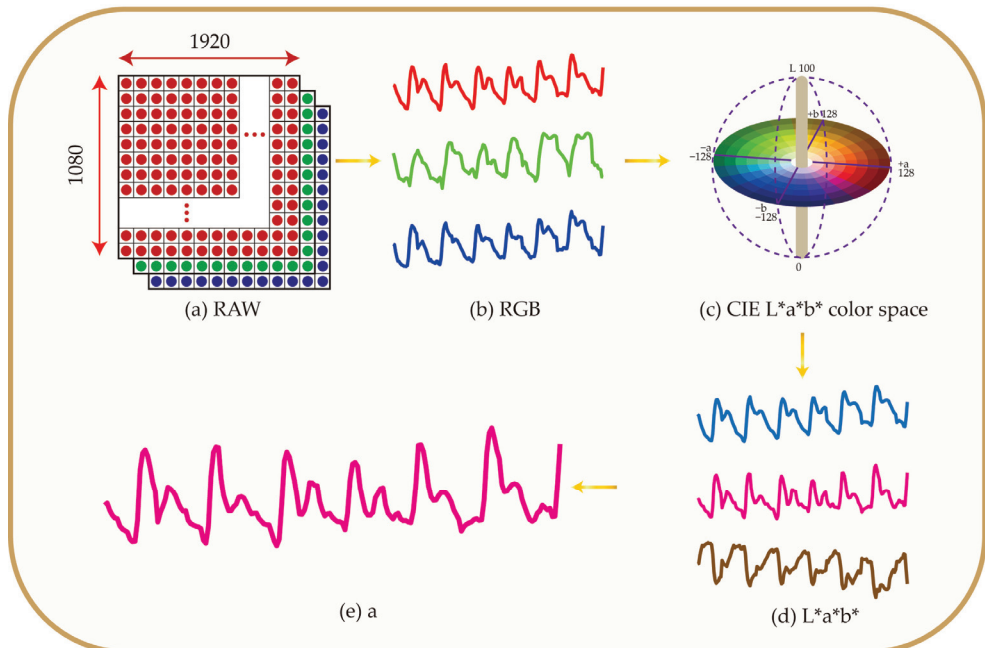 1920
1080
(a) RAW
(b) RGB
L 100
+b 128
−a
−128
+a
128
−b
−128
0
(c) CIE L*a*b* color space
(d) L*a*b*
(e) a